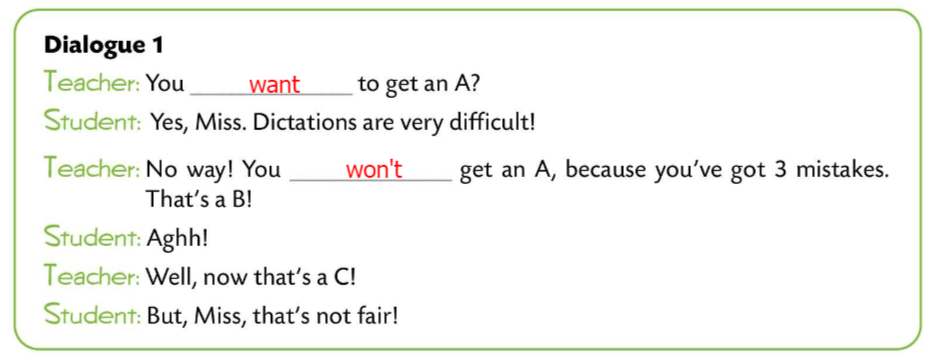 Dialogue 1
Teacher: You want to get an A?
Student: Yes, Miss. Dictations are very difficult!
Teacher: No way! You won't get an A, because you’ve got 3 mistakes.
That’s a B!
Student: Aghh!
Teacher: Well, now that’s a C!
Student: But, Miss, that’s not fair!